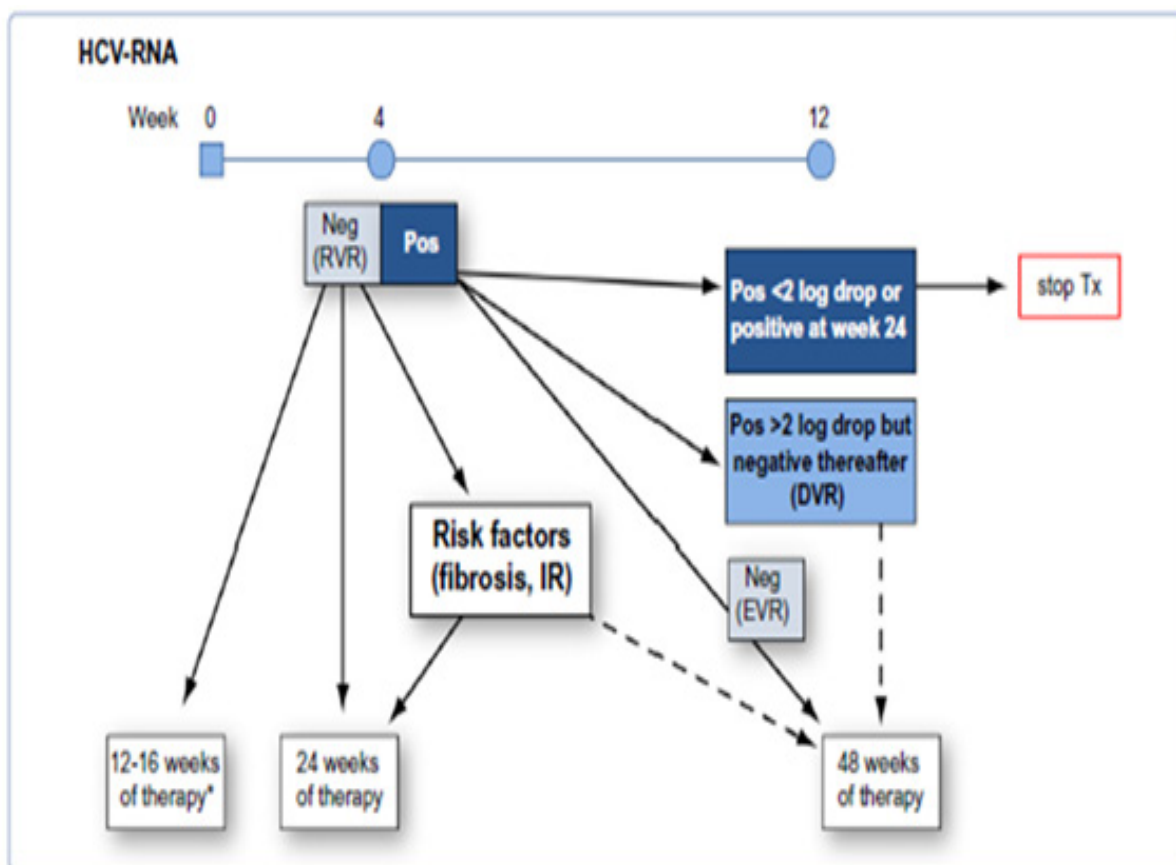 HCV-RNA
Week 0 4 12
Neg
(RVR)
Pos
Pos <2 log drop or
positive at week 24
stop Tx
Pos >2 log drop but
negative thereafter
(DVR)
Risk factors
(fibrosis, IR)
Neg
(EVR)
12-16 weeks
of therapy*
24 weeks
of therapy
48 weeks
of therapy